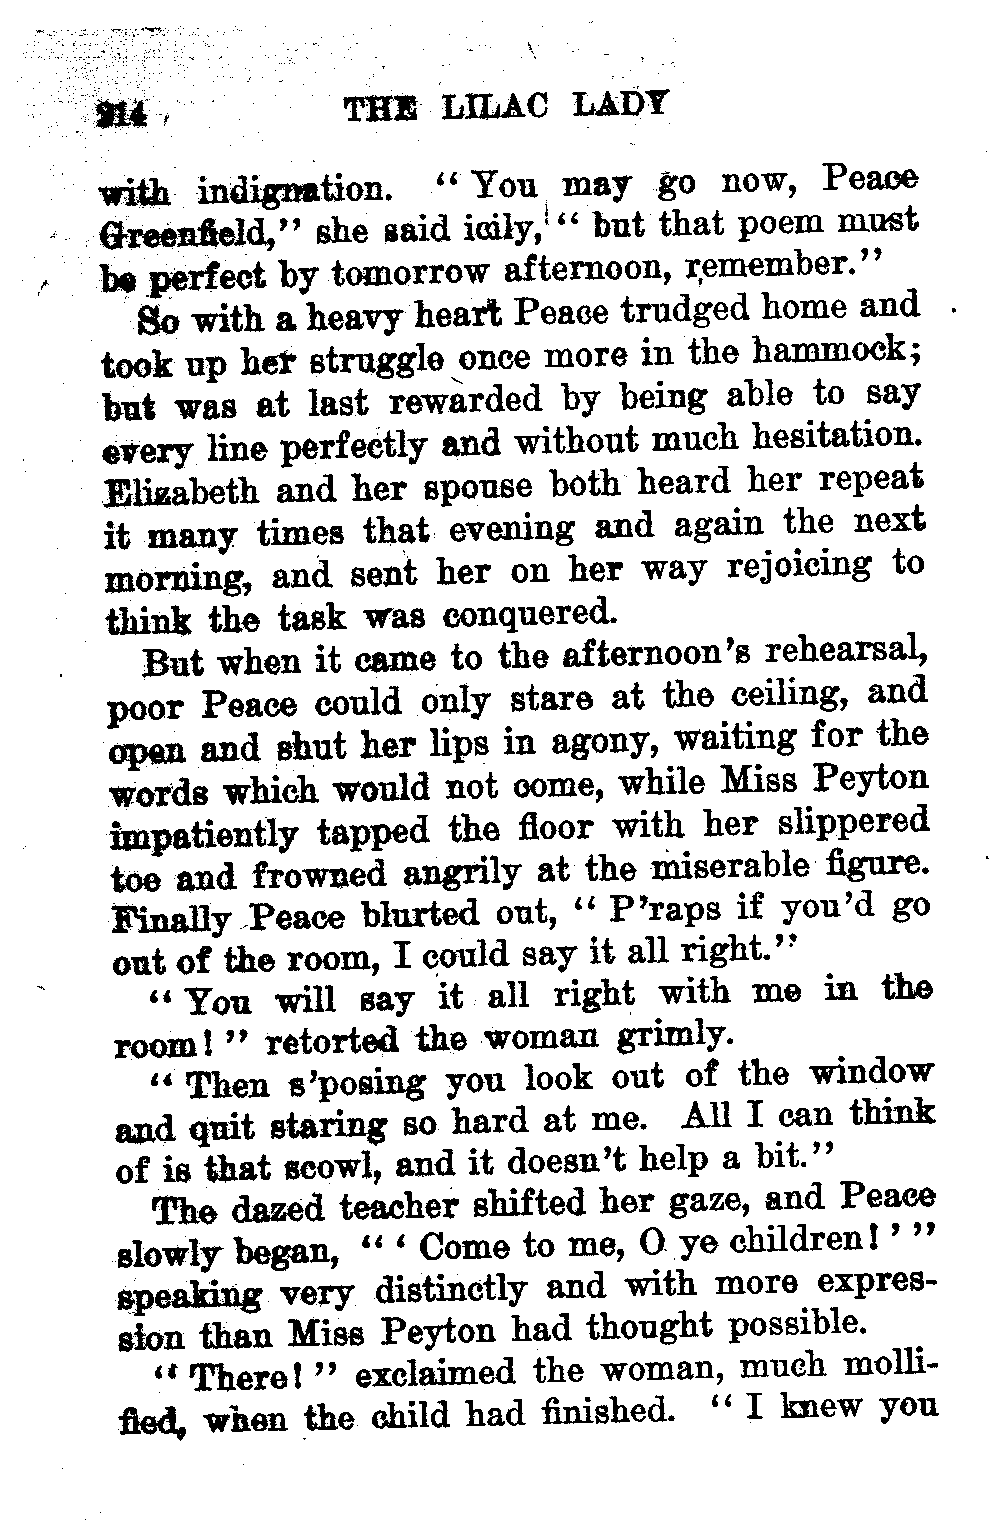 214 THE LILAC LADY
with indignation. “ You may go now, Peace
Greenfield,” she said icily, “ but that poem must
be perfect by tomorrow afternoon, remember.”
So with a heavy heart Peace trudged home and
took up her struggle once more in the hammock;
but was at last rewarded by being able to say
every line perfectly and without much hesitation.
Elizabeth and her spouse both heard her repeat
it many times that evening and again the next
morning, and sent her on her way rejoicing to
think the task was conquered.
But when it came to the afternoon’s rehearsal,
poor Peace could only stare at the ceiling, and
open and shut her lips in agony, waiting for the
words which would not come, while Miss Peyton
impatiently tapped the floor with her slippered
toe and frowned angrily at the miserable figure.
Finally Peace blurted out, “ P’raps if you’d go
out of the room, I could say it all right.”
“ You will say it all right with me in the
room! ” retorted the woman grimly.
“ Then s’posing you look out of the window
and quit staring so hard at me. All I can think
of is that scowl, and it doesn’t help a bit.”
The dazed teacher shifted her gaze, and Peace
slowly began, “ ‘ Come to me, O ye children! ’ ”
speaking very distinctly and with more expres-
sion than Miss Peyton had thought possible.
“ There! ” exclaimed the woman, much molli-
fied, when the child had finished. “ I knew you